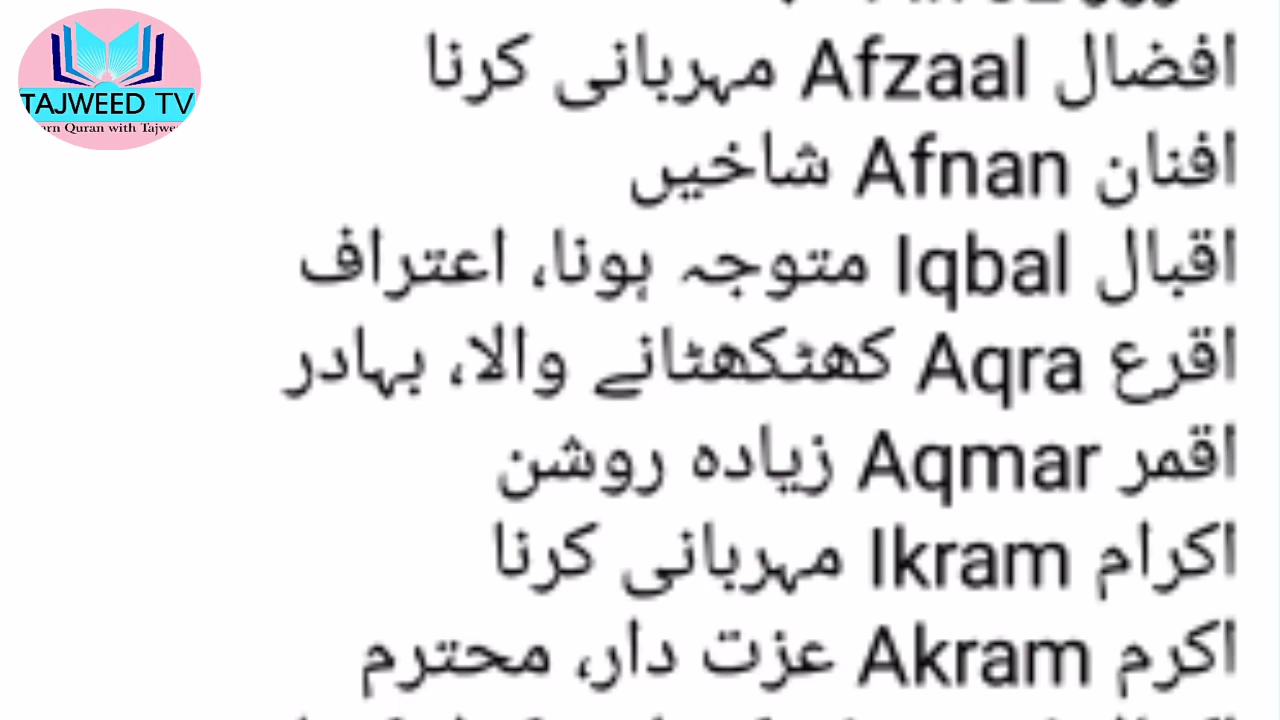 TAJWEED TV
افضال Afzaal مہربانی کرنا
افنان Afnan شاخیں
اقبال Iqbal متوجہ ہونا، اعتراف
اقرع Aqra کھٹکھٹانے والا، بہادر
اقمر Aqmar زیادہ روشن
اکرام Ikram مہربانی کرنا
اکرم Akram عزت دار، محترم